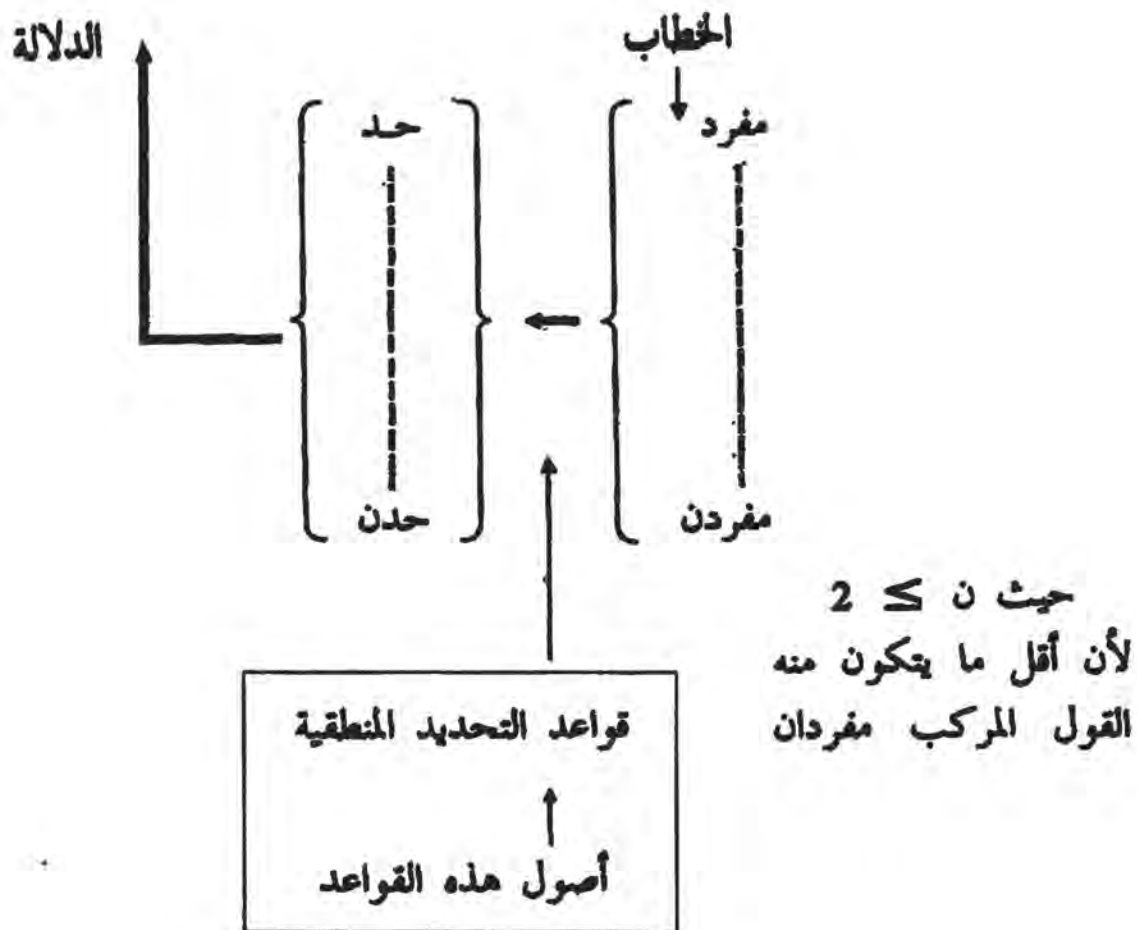 الخطاب
الدلالة
مفرد
حد
مفردن
حدن
حيث ن ≥ 2
لأن أقل ما يتكون منه
القول المركب مفردان
قواعد التحديد المنطقية
أصول هذه القواعد